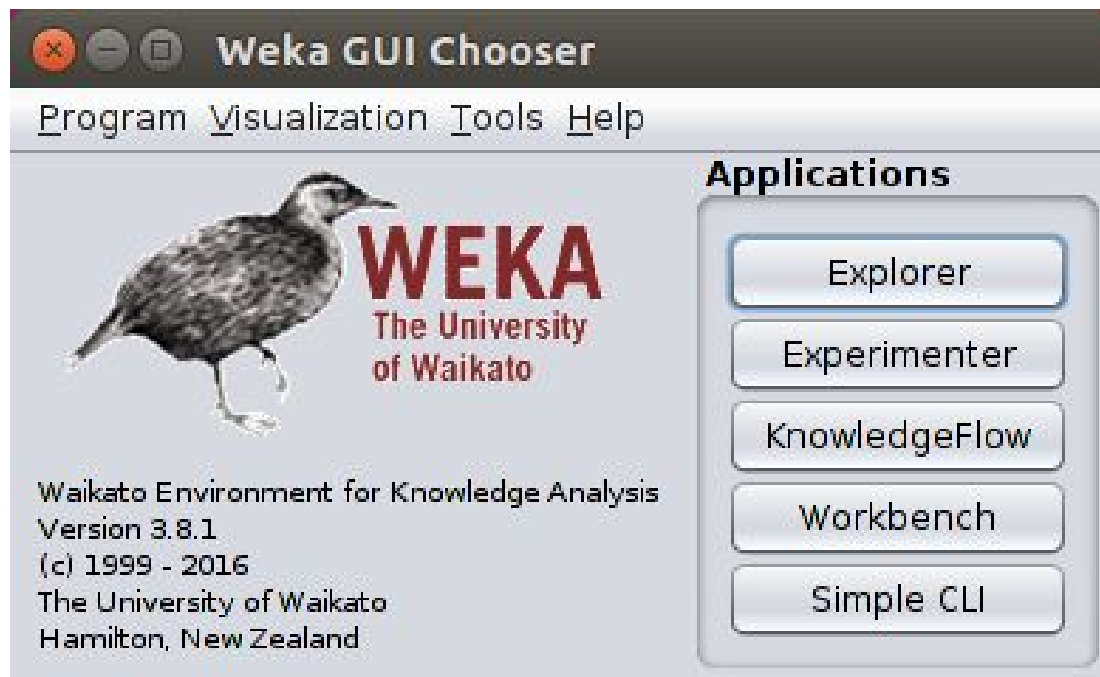 Weka GUI Chooser
Program Visualization Tools Help
WEKA
The University
of Waikato
Waikato Environment for Knowledge Analysis
Version 3.8.1
(c) 1999 - 2016
The University of Waikato
Hamilton, New Zealand
Applications
Explorer
Experimenter
KnowledgeFlow
Workbench
Simple CLI